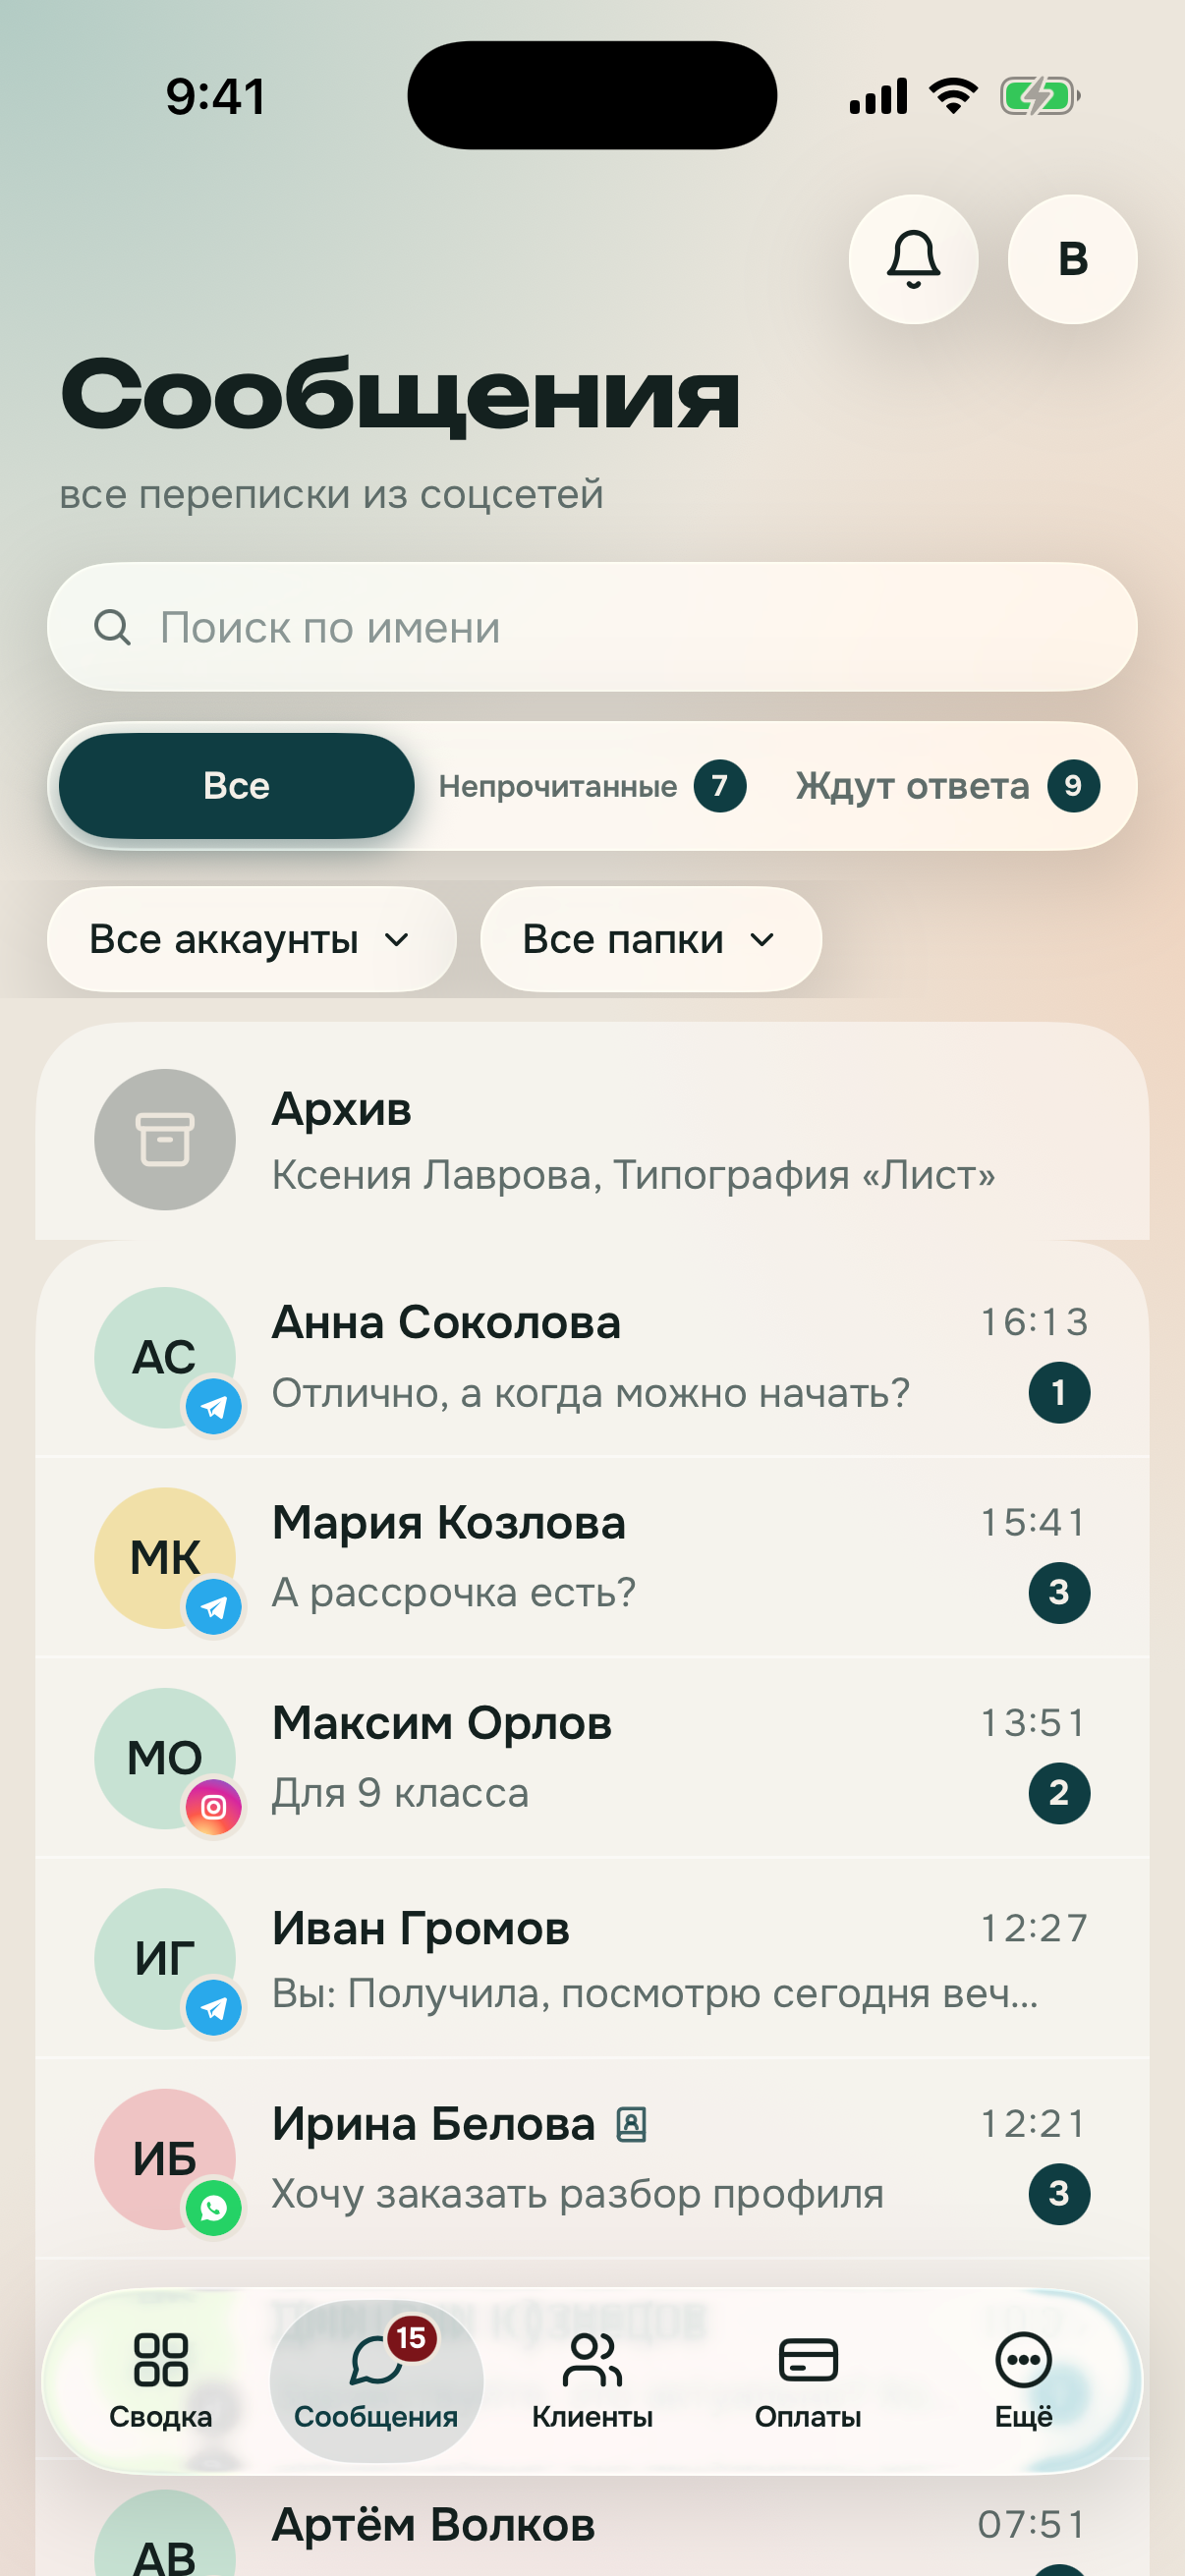 9:41
В
Сообщения
все переписки из соцсетей
Поиск по имени
Все Непрочитанные 7 Ждут ответа 9
Все аккаунты Все папки
Архив
Ксения Лаврова, Типография «Лист»
АС Анна Соколова 16:13
Отлично, а когда можно начать? 1
МК Мария Козлова 15:41
А рассрочка есть? 3
МО Максим Орлов 13:51
Для 9 класса 2
ИГ Иван Громов 12:27
Вы: Получила, посмотрю сегодня веч...
ИБ Ирина Белова 12:21
Хочу заказать разбор профиля 3
15
Сводка Сообщения Клиенты Оплаты Ещё
АВ Артём Волков 07:51